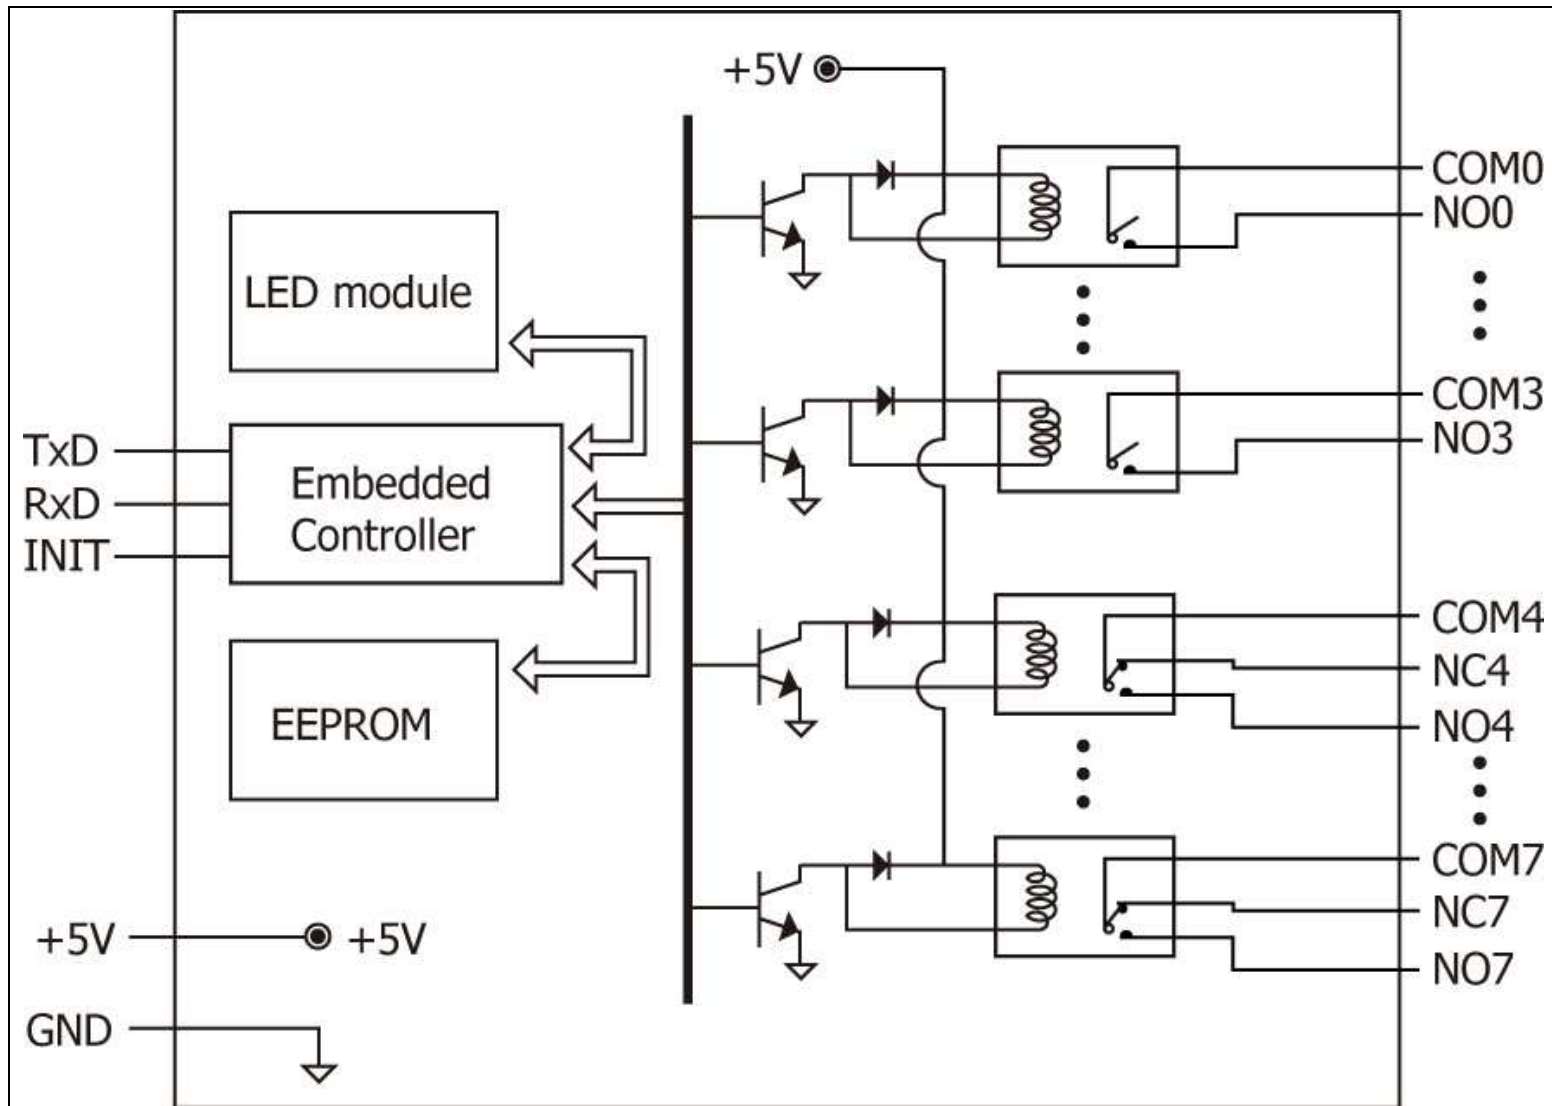 +5V
COM0
NO0
LED module
COM3
NO3
TxD
RxD
INIT
Embedded
Controller
COM4
NC4
NO4
EEPROM
COM7
NC7
NO7
+5V
+5V
GND